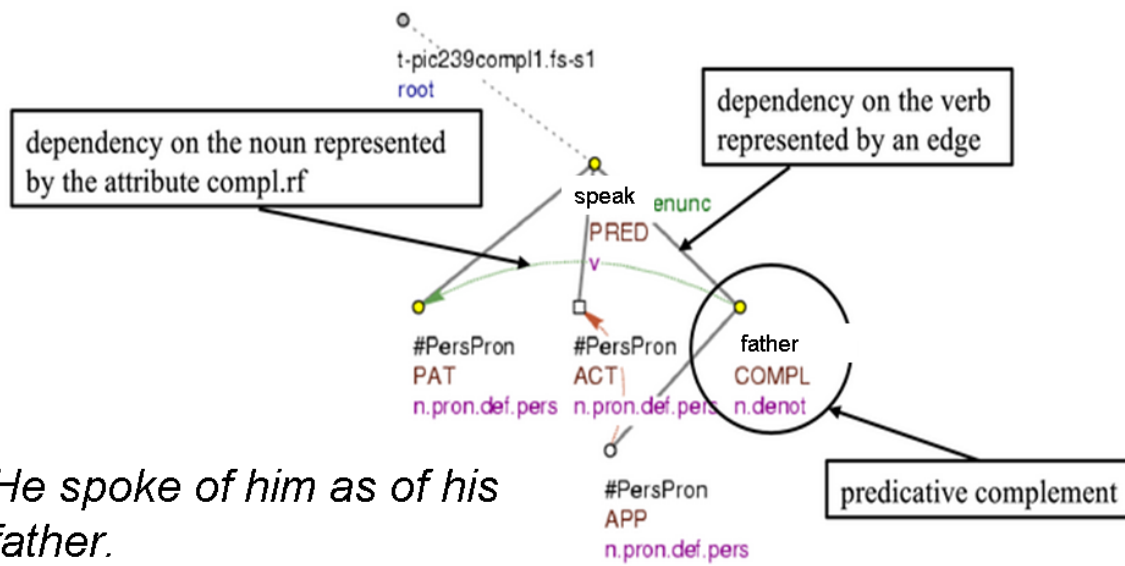 t-pic239compl1.fs-s1
root
dependency on the noun represented
by the attribute compl.rf
dependency on the verb
represented by an edge
speak
enunc
PRED
v
#PersPron
PAT
n.pron.def.pers
#PersPron
ACT
n.pron.def.pers
father
COMPL
n.denot
#PersPron
APP
n.pron.def.pers
predicative complement
He spoke of him as of his
father.